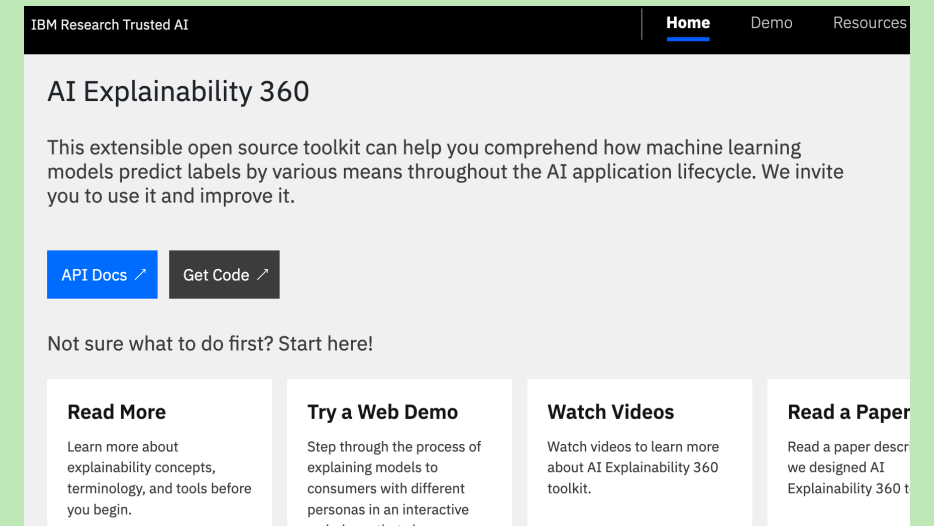 IBM Research Trusted AI
Home
Demo
Resources
AI Explainability 360
This extensible open source toolkit can help you comprehend how machine learning
models predict labels by various means throughout the AI application lifecycle. We invite
you to use it and improve it.
API Docs
Get Code
Not sure what to do first? Start here!
Read More
Learn more about
explainability concepts,
terminology, and tools before
you begin.
Try a Web Demo
Step through the process of
explaining models to
consumers with different
personas in an interactive
Watch Videos
Watch videos to learn more
about AI Explainability 360
toolkit.
Read a Paper
Read a paper descr
we designed AI
Explainability 360 t